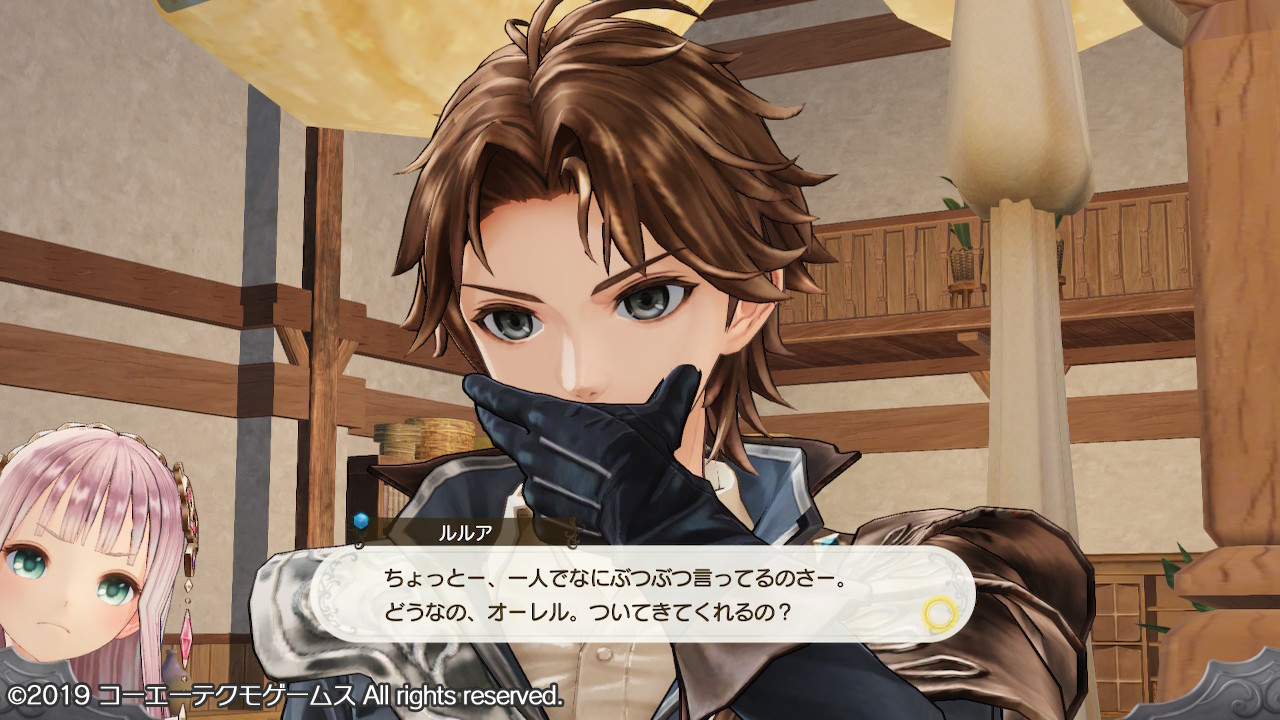 ルルア
ちょっとー、一人でなにぶつぶつ言ってるのさー。
どうなの、オーレル。ついてきてくれるの？
©2019 コーエーテクモゲームス All rights reserved.